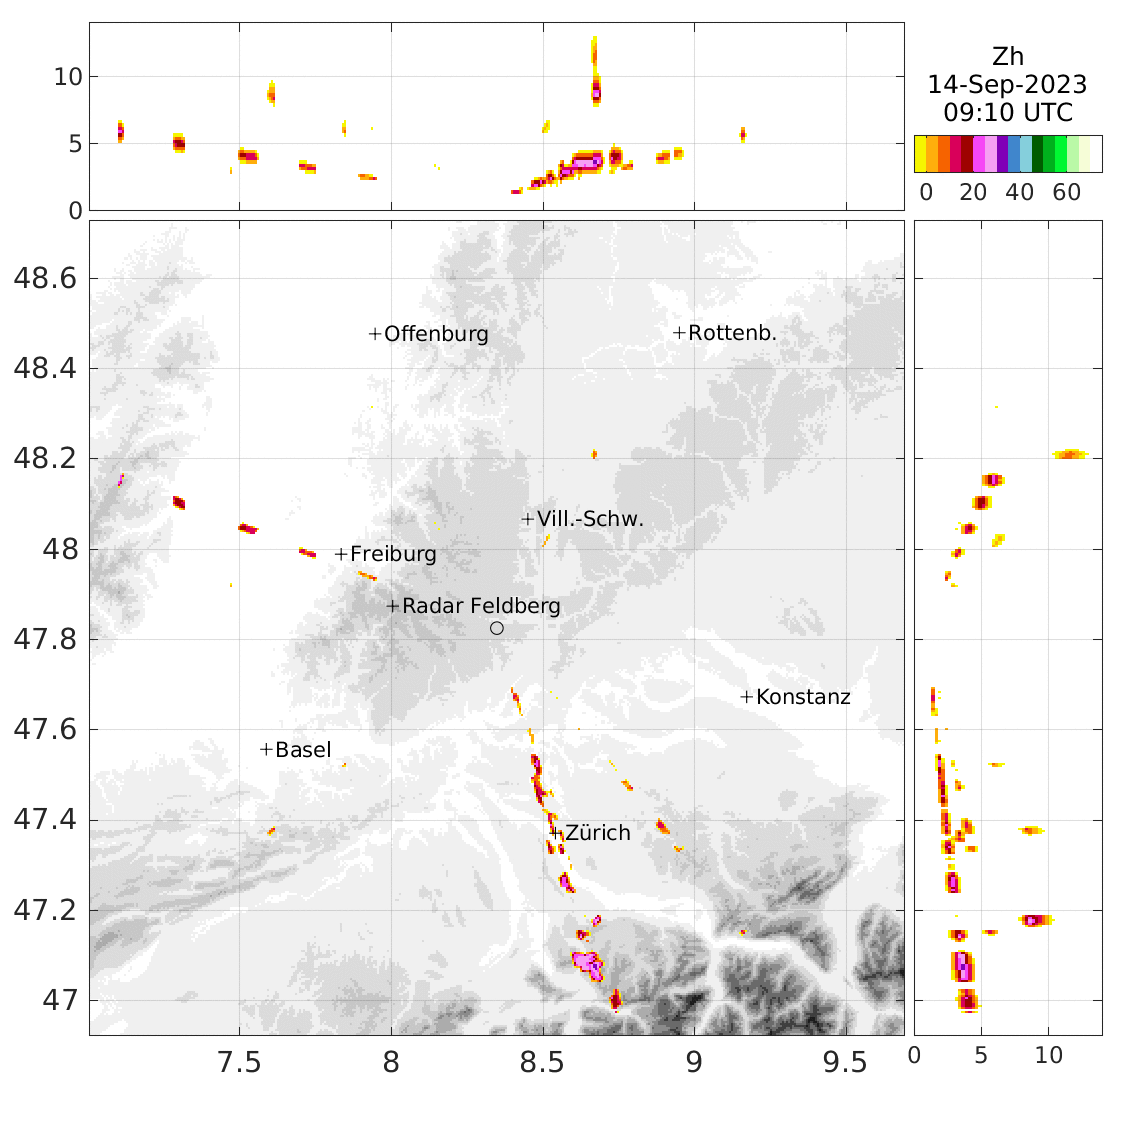 10
5
0
Zh
14-Sep-2023
09:10 UTC
0 20 40 60
48.6
48.4
48.2
48
47.8
47.6
47.4
47.2
47
+Offenburg
+Rottenb.
+Vill.-Schw.
+Freiburg
+Radar Feldberg
+Konstanz
+Basel
+Zürich
7.5 8 8.5 9 9.5
0 5 10